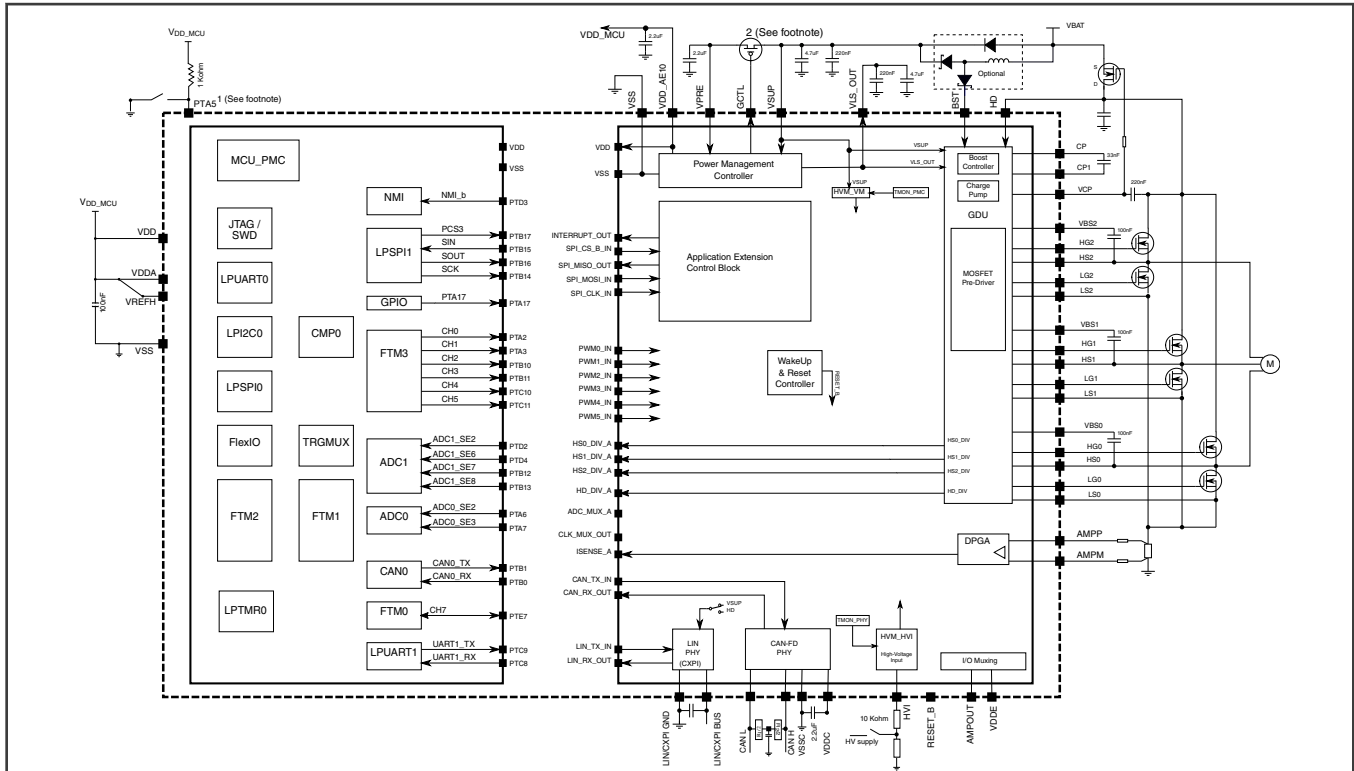 VDD_MCU
1 Kohm
PTA5
1 (See footnote)
VDD_MCU
2.2uF
2.2uF
2 (See footnote)
4.7uF
220nF
220nF
4.7uF
Optional
VBAT
S
D
VSS
VDD_AE10
VPRE
GCTL
VSUP
VLS_OUT
BST
HD
VDD_MCU
VDD
VDDA
VREFH
100nF
VSS
MCU_PMC
JTAG /
SWD
LPUART0
LPI2C0
CMP0
LPSPI0
FlexIO
TRGMUX
FTM2
FTM1
LPTMR0
VDD
VSS
NMI
NMI_b
PTD3
LPSPI1
PCS3
PTB17
SIN
PTB15
SOUT
PTB16
SCK
PTB14
GPIO
PTA17
PTA17
FTM3
CH0
PTA2
CH1
PTA3
CH2
PTB10
CH3
PTB11
CH4
PTC10
CH5
PTC11
ADC1
ADC1_SE2
PTD2
ADC1_SE6
PTD4
ADC1_SE7
PTB12
ADC1_SE8
PTB13
ADC0
ADC0_SE2
PTA6
ADC0_SE3
PTA7
CAN0
CAN0_TX
PTB1
CAN0_RX
PTB0
FTM0
CH7
PTE7
LPUART1
UART1_TX
PTC9
UART1_RX
PTC8
VDD
VSS
Power Management
Controller
VSUP
VLS_OUT
VSUP
HVM_VM
TMON_PMC
INTERRUPT_OUT
SPI_CS_B_IN
SPI_MISO_OUT
SPI_MOSI_IN
SPI_CLK_IN
Application Extension
Control Block
PWM0_IN
PWM1_IN
PWM2_IN
PWM3_IN
PWM4_IN
PWM5_IN
WakeUp
& Reset
Controller
RESET_B
HS0_DIV_A
HS1_DIV_A
HS2_DIV_A
HD_DIV_A
ADC_MUX_A
CLK_MUX_OUT
ISENSE_A
CAN_TX_IN
CAN_RX_OUT
LIN_TX_IN
LIN_RX_OUT
Boost
Controller
Charge
Pump
GDU
MOSFET
Pre-Driver
HS0_DIV
HS1_DIV
HS2_DIV
HD_DIV
DPGA
VSUP
HD
LIN
PHY
(CXPI)
CAN-FD
PHY
TMON_PHY
HVM_HVI
High-Voltage
Input
I/O Muxing
CP
33nF
CP1
VCP
220nF
VBS2
100nF
HG2
HS2
LG2
LS2
VBS1
100nF
HG1
HS1
LG1
LS1
M
VBS0
100nF
HG0
HS0
LG0
LS0
AMPP
AMPM
LIN/CXPI GND
LIN/CXPI BUS
CAN L
CAN H
VSSC
2.2uF
VDDC
HVI
10 Kohm
HV supply
RESET_B
AMPOUT
VDDE